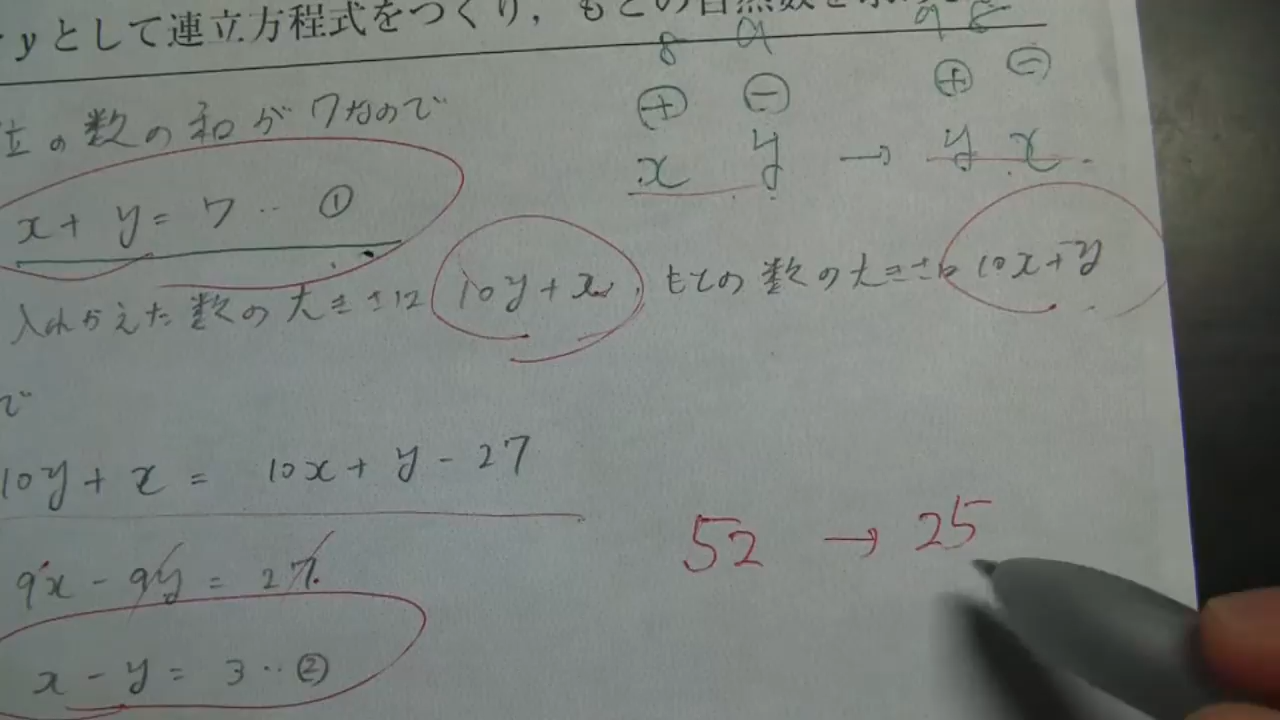 yとして連立方程式をつくり，もとの自然数を
位の数の和が7なので
⊕ ⊖ ⊕ ⊖
x y → y x
x + y = 7 ‥ ①
入れかえた数の大きさは 10y + x, もとの数の大きさは 10x + y
で
10y + x = 10x + y - 27
9x - 9y = 27
52 → 25
x - y = 3 ‥ ②